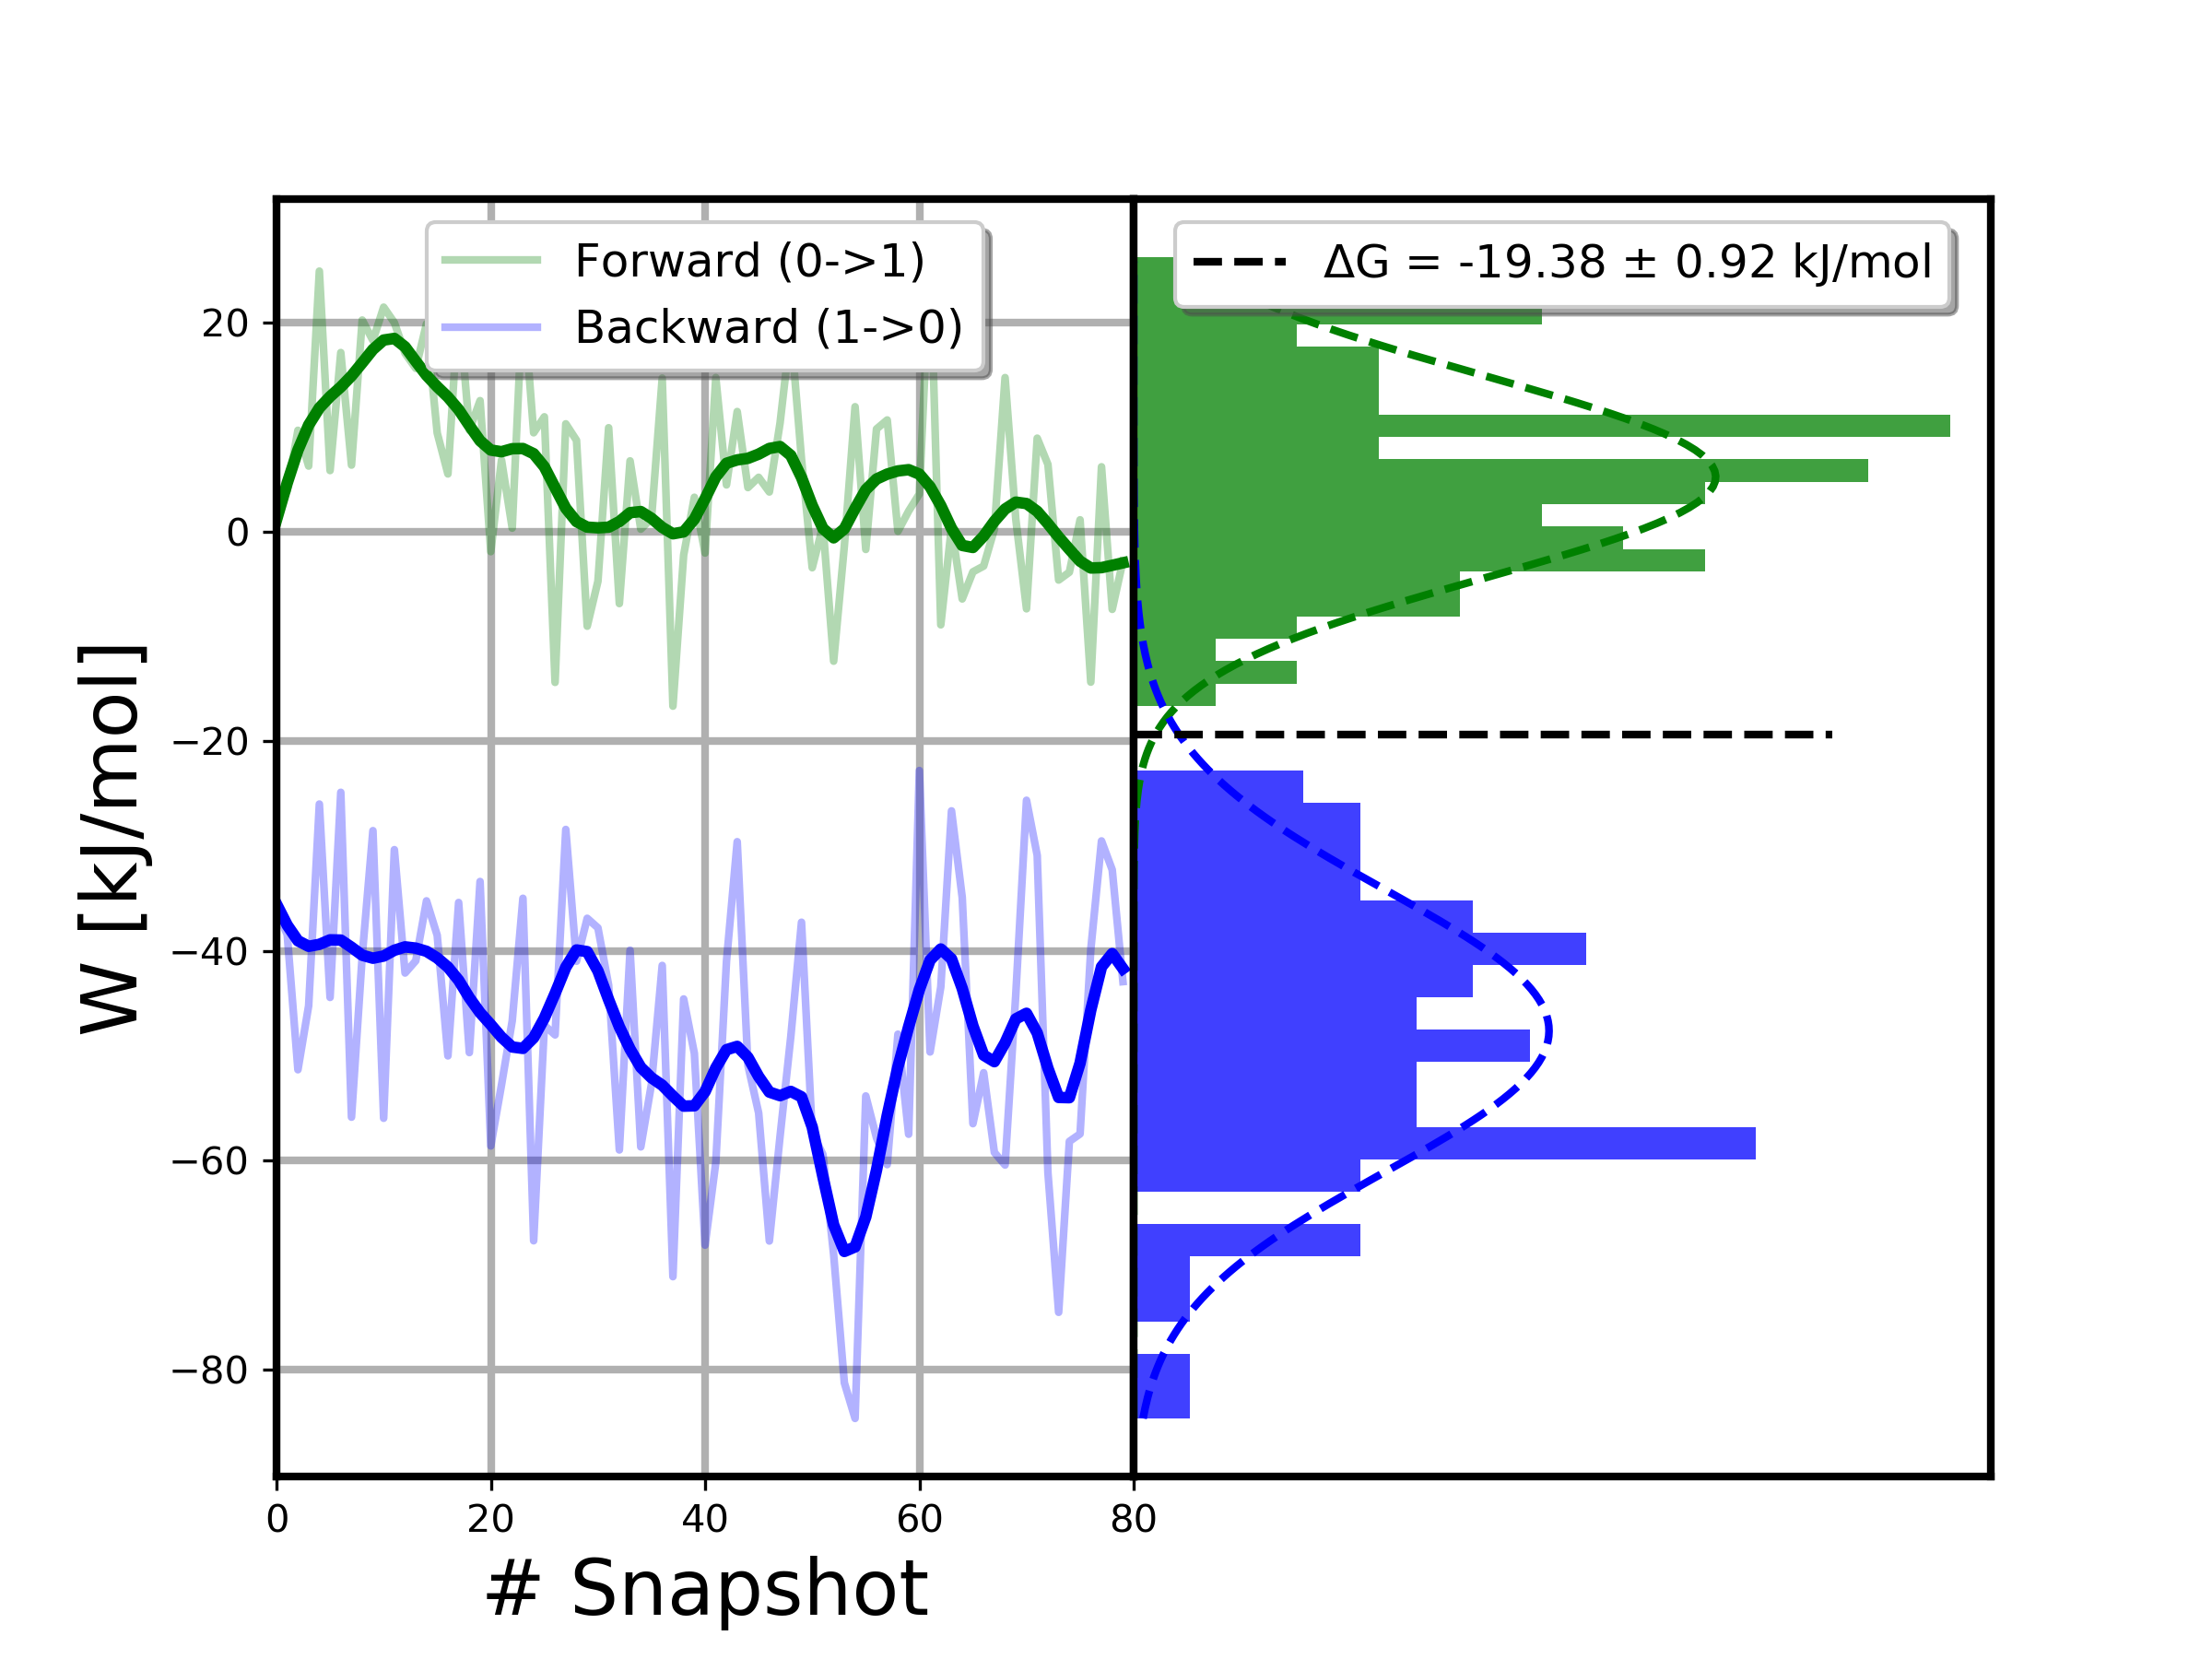 Forward (0->1)
Backward (1->0)
ΔG = -19.38 ± 0.92 kJ/mol
W [kJ/mol]
20
0
−20
−40
−60
−80
0 20 40 60 80
# Snapshot